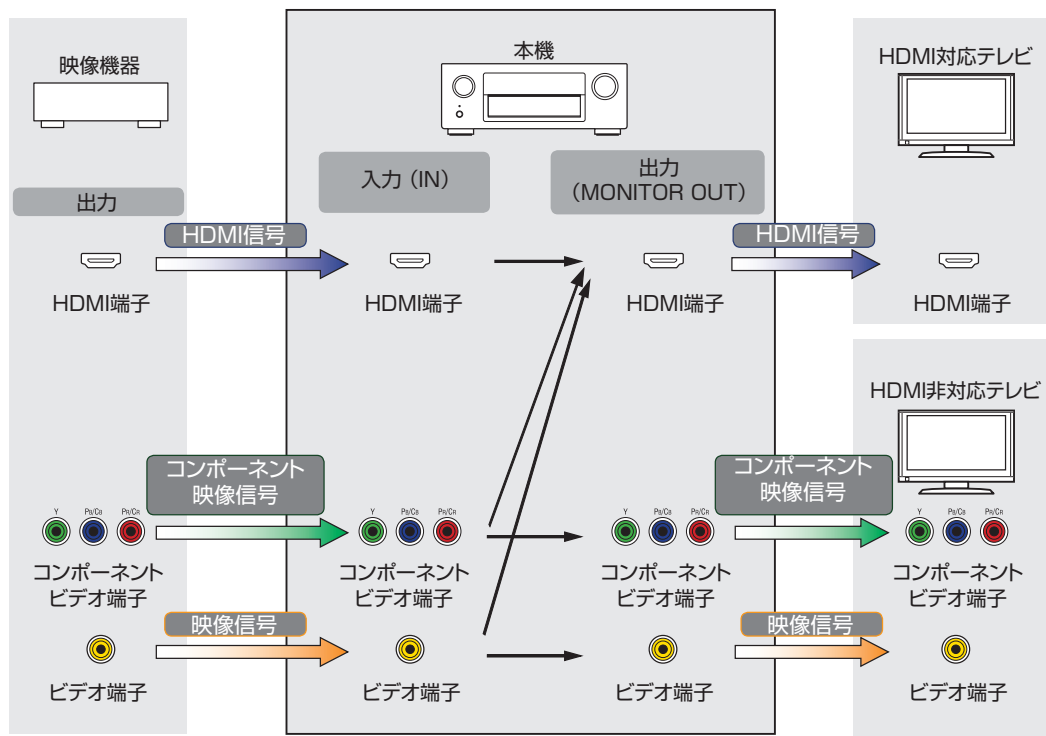 映像機器
本機
HDMI対応テレビ
入力（IN）
出力
（MONITOR OUT）
出力
HDMI信号
HDMI信号
HDMI端子
HDMI端子
HDMI端子
HDMI端子
HDMI非対応テレビ
コンポーネント
映像信号
コンポーネント
映像信号
Y PB/CB PR/CR
Y PB/CB PR/CR
Y PB/CB PR/CR
Y PB/CB PR/CR
コンポーネント
ビデオ端子
コンポーネント
ビデオ端子
コンポーネント
ビデオ端子
コンポーネント
ビデオ端子
映像信号
映像信号
ビデオ端子
ビデオ端子
ビデオ端子
ビデオ端子